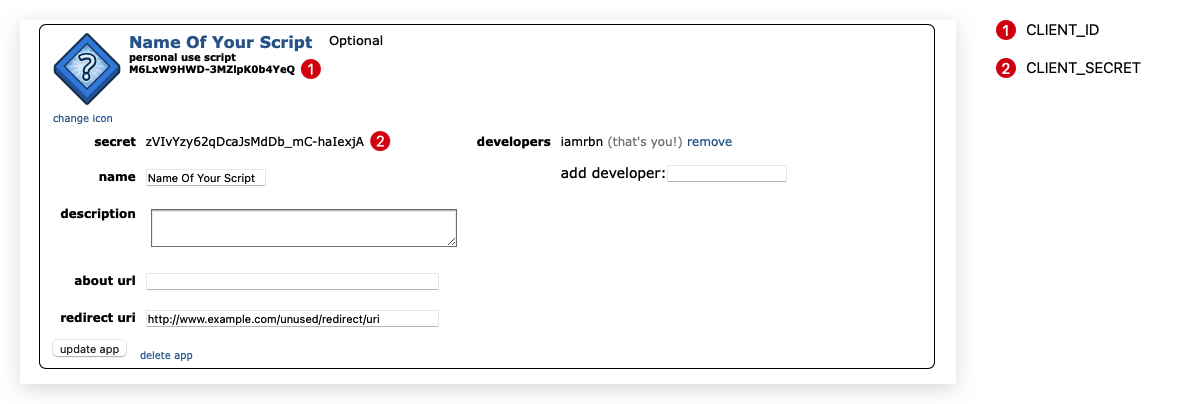 Name Of Your Script Optional
personal use script
M6LxW9HWD-3MZlpK0b4YeQ 1
change icon
secret zVIvYzy62qDcaJsMdDb_mC-haIexjA 2
developers iamrbn (that's you!) remove
name Name Of Your Script
add developer:
description
about url
redirect uri http://www.example.com/unused/redirect/uri
update app delete app
1 CLIENT_ID
2 CLIENT_SECRET